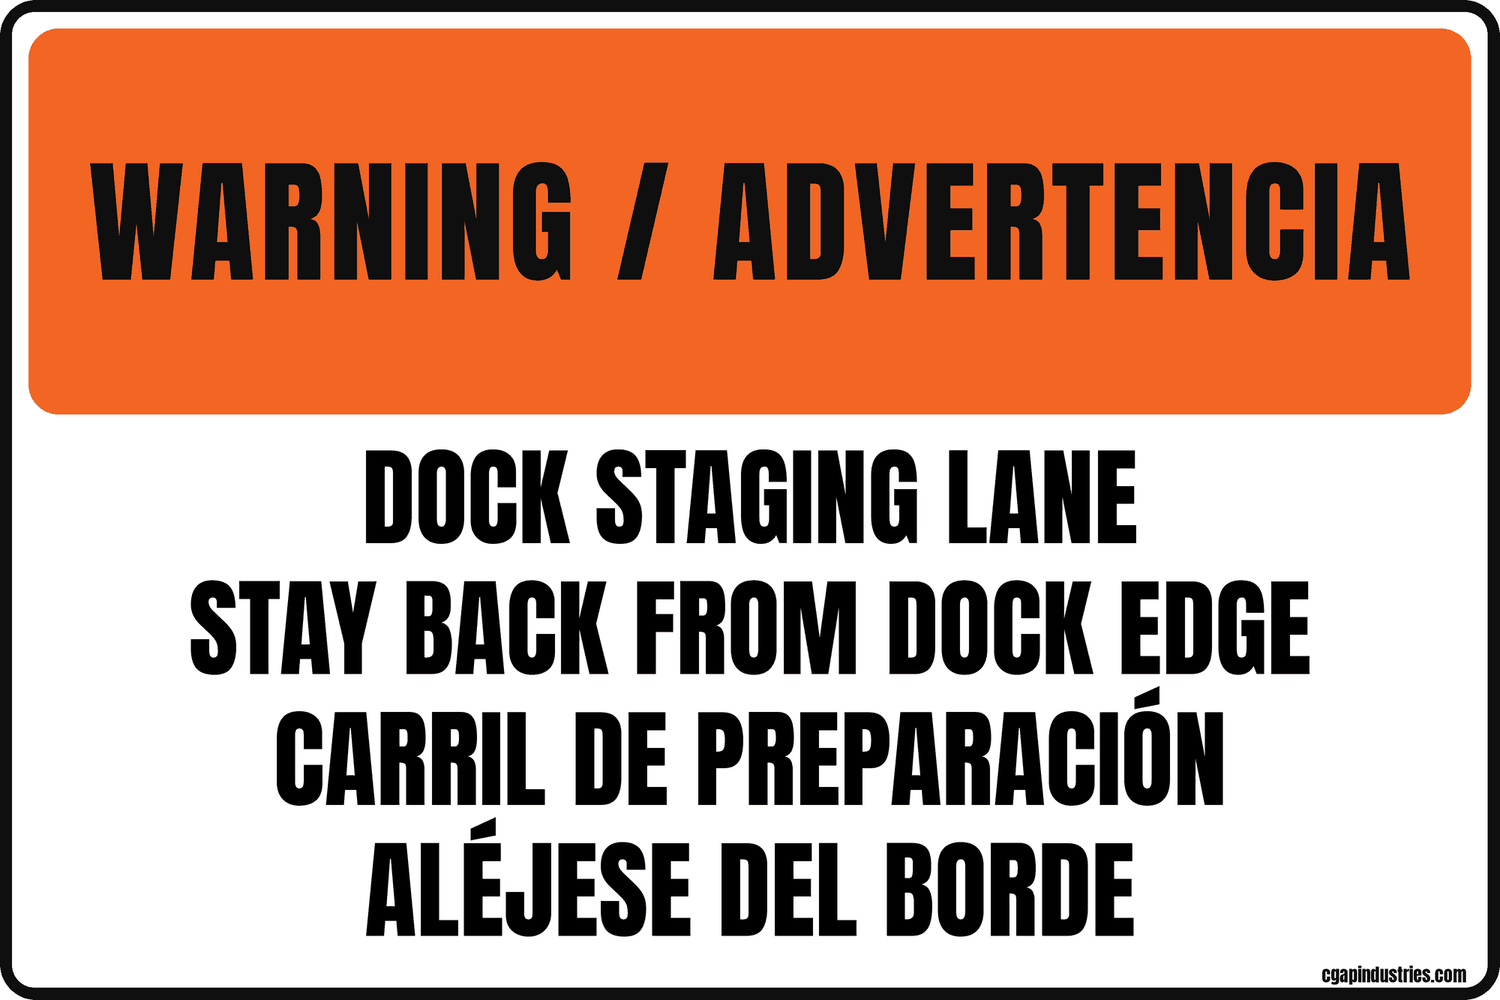 WARNING / ADVERTENCIA
DOCK STAGING LANE
STAY BACK FROM DOCK EDGE
CARRIL DE PREPARACIÓN
ALÉJESE DEL BORDE
cgapindustries.com